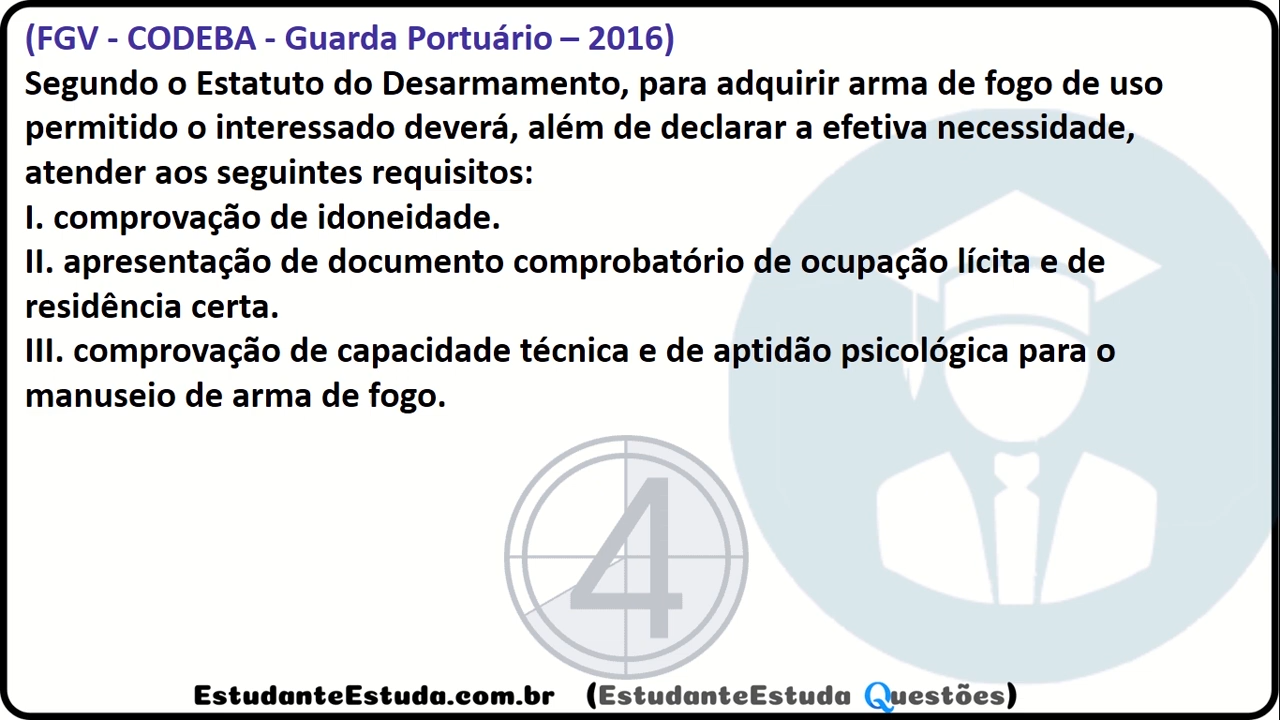 (FGV - CODEBA - Guarda Portuário – 2016)
Segundo o Estatuto do Desarmamento, para adquirir arma de fogo de uso
permitido o interessado deverá, além de declarar a efetiva necessidade,
atender aos seguintes requisitos:
I. comprovação de idoneidade.
II. apresentação de documento comprobatório de ocupação lícita e de
residência certa.
III. comprovação de capacidade técnica e de aptidão psicológica para o
manuseio de arma de fogo.
4
EstudanteEstuda.com.br (EstudanteEstuda Questões)